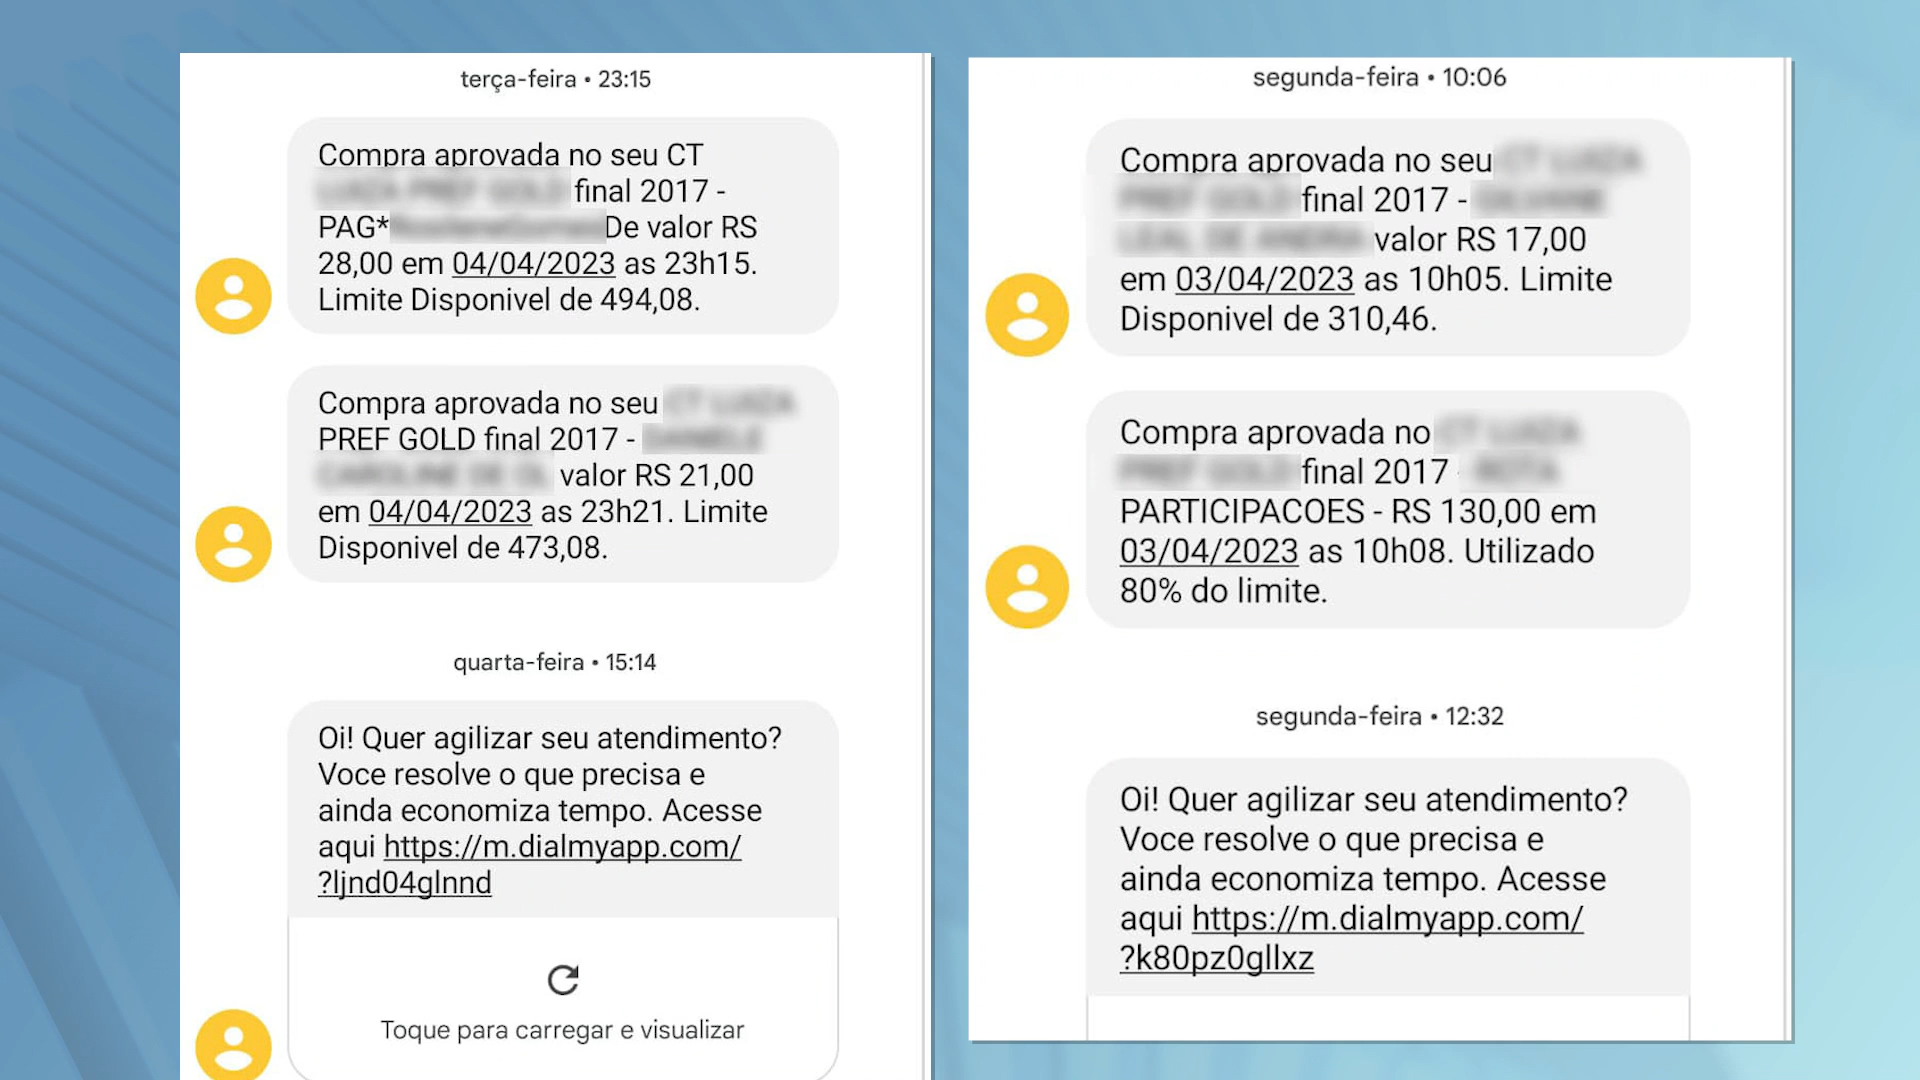 terça-feira • 23:15
Compra aprovada no seu CT
final 2017 -
PAG* De valor RS
28,00 em 04/04/2023 as 23h15.
Limite Disponivel de 494,08.
Compra aprovada no seu
PREF GOLD final 2017 -
valor RS 21,00
em 04/04/2023 as 23h21. Limite
Disponivel de 473,08.
quarta-feira • 15:14
Oi! Quer agilizar seu atendimento?
Voce resolve o que precisa e
ainda economiza tempo. Acesse
aqui https://m.dialmyapp.com/
?ljnd04glnnd
Toque para carregar e visualizar
segunda-feira • 10:06
Compra aprovada no seu
final 2017 -
valor RS 17,00
em 03/04/2023 as 10h05. Limite
Disponivel de 310,46.
Compra aprovada no
final 2017
PARTICIPACOES - RS 130,00 em
03/04/2023 as 10h08. Utilizado
80% do limite.
segunda-feira • 12:32
Oi! Quer agilizar seu atendimento?
Voce resolve o que precisa e
ainda economiza tempo. Acesse
aqui https://m.dialmyapp.com/
?k80pz0gllxz